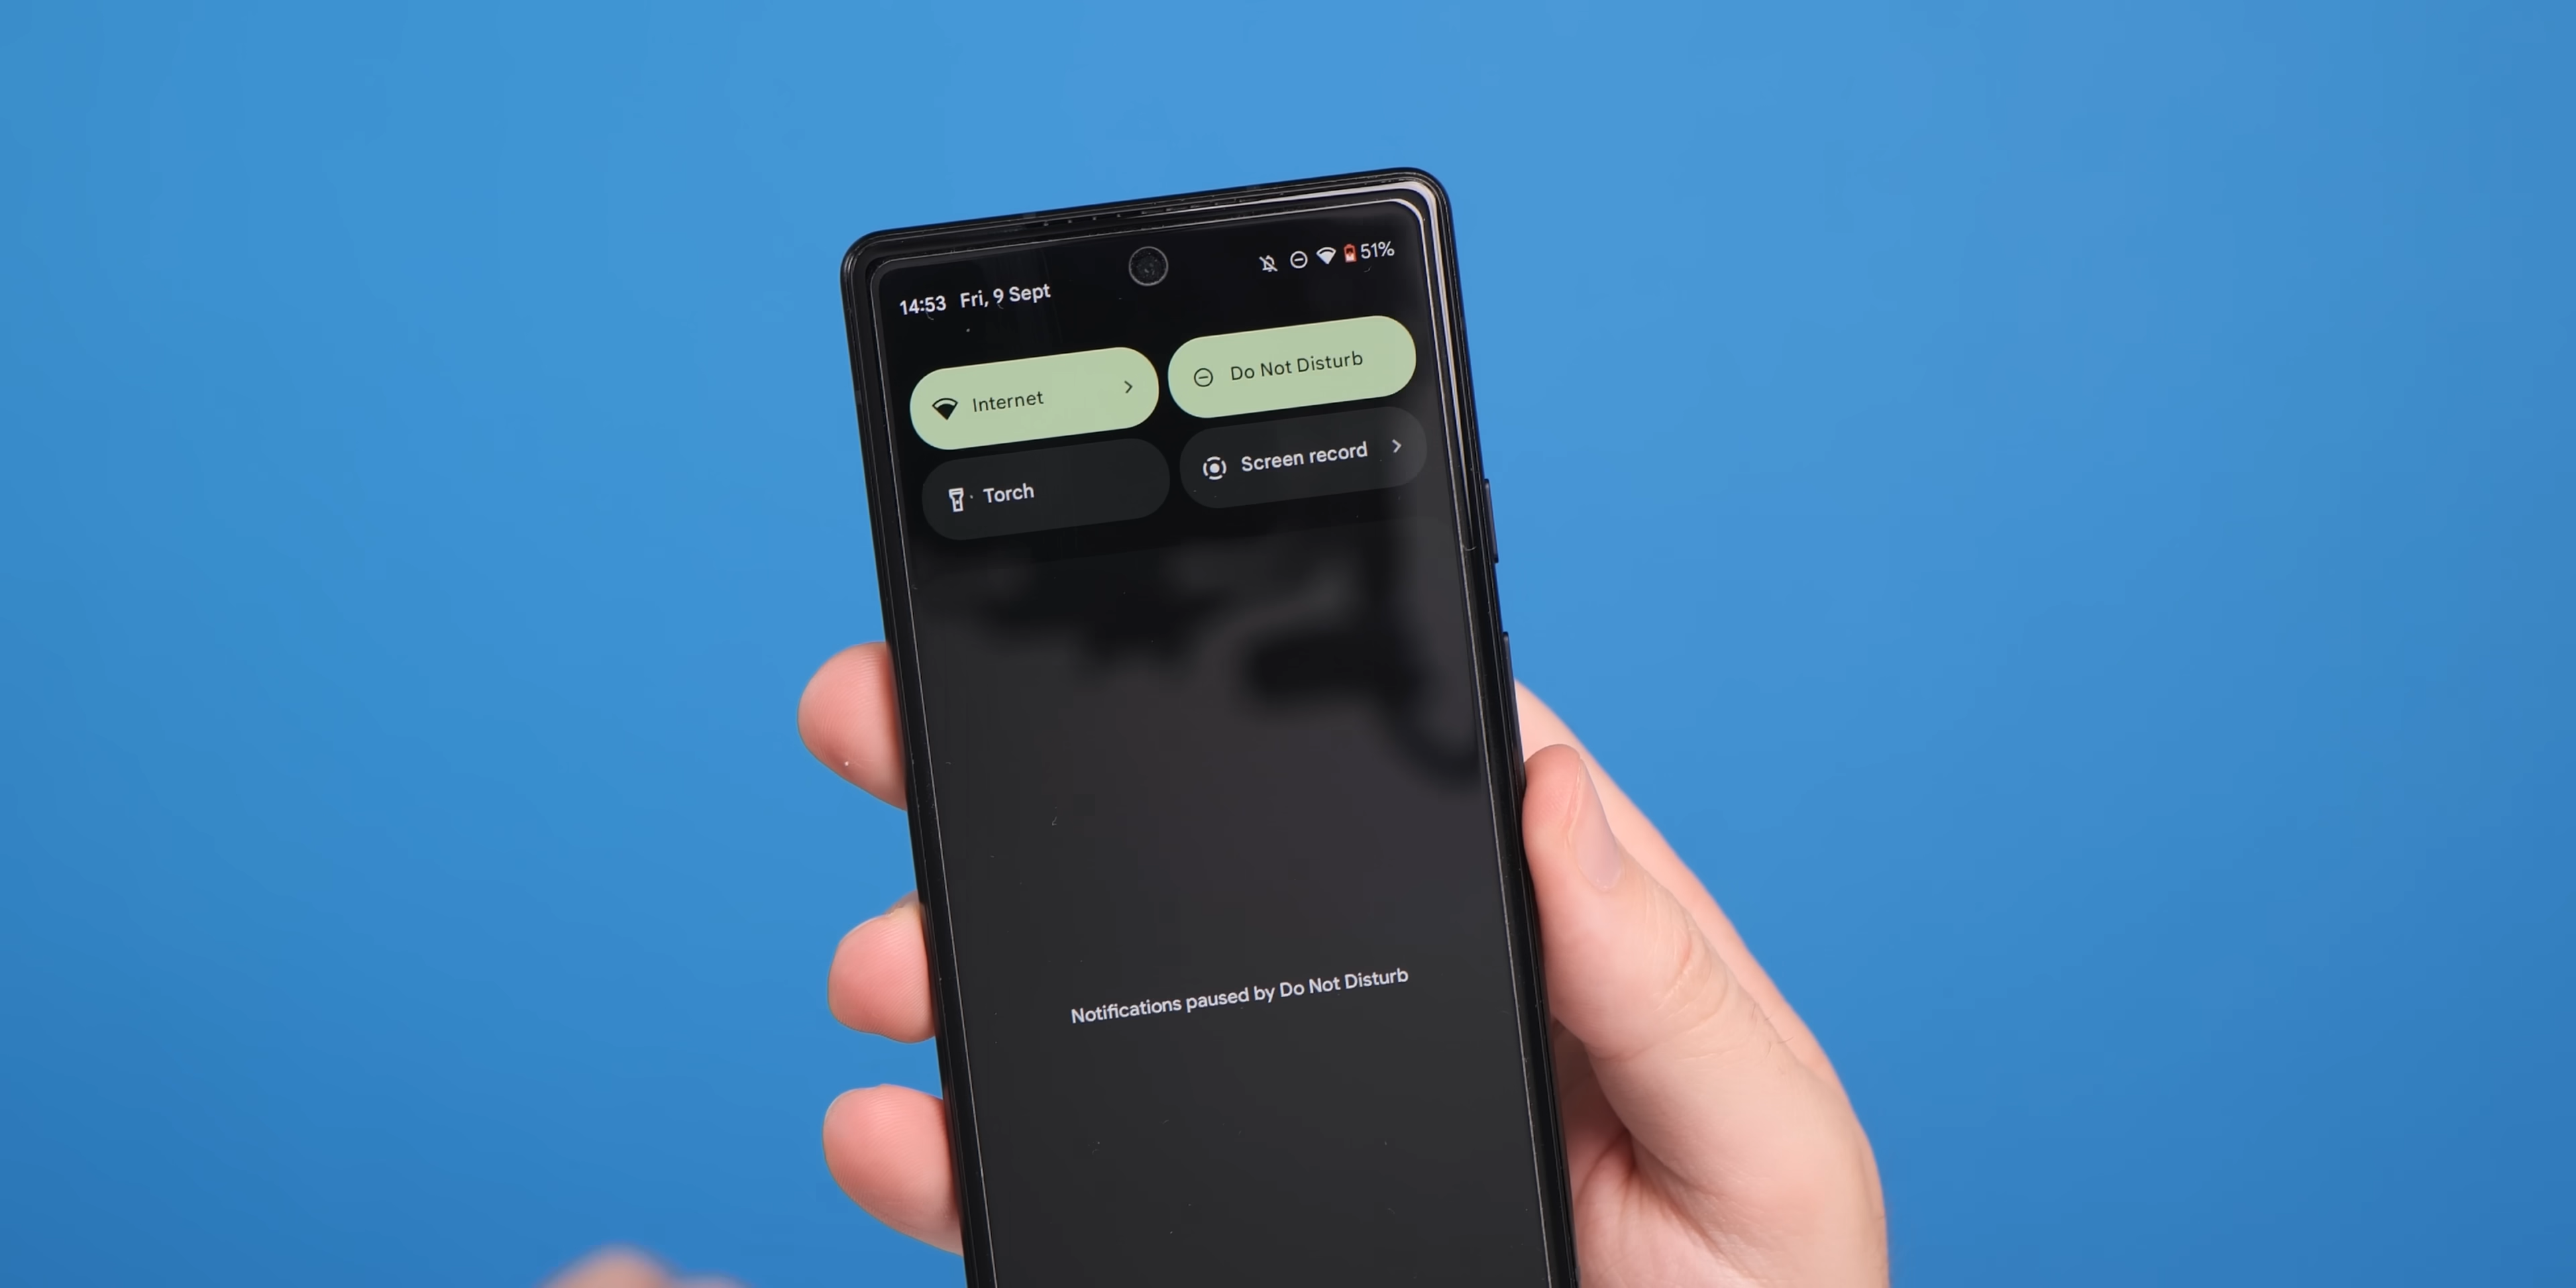 14:53 Fri, 9 Sept 51%
Internet
Do Not Disturb
Torch
Screen record
Notifications paused by Do Not Disturb